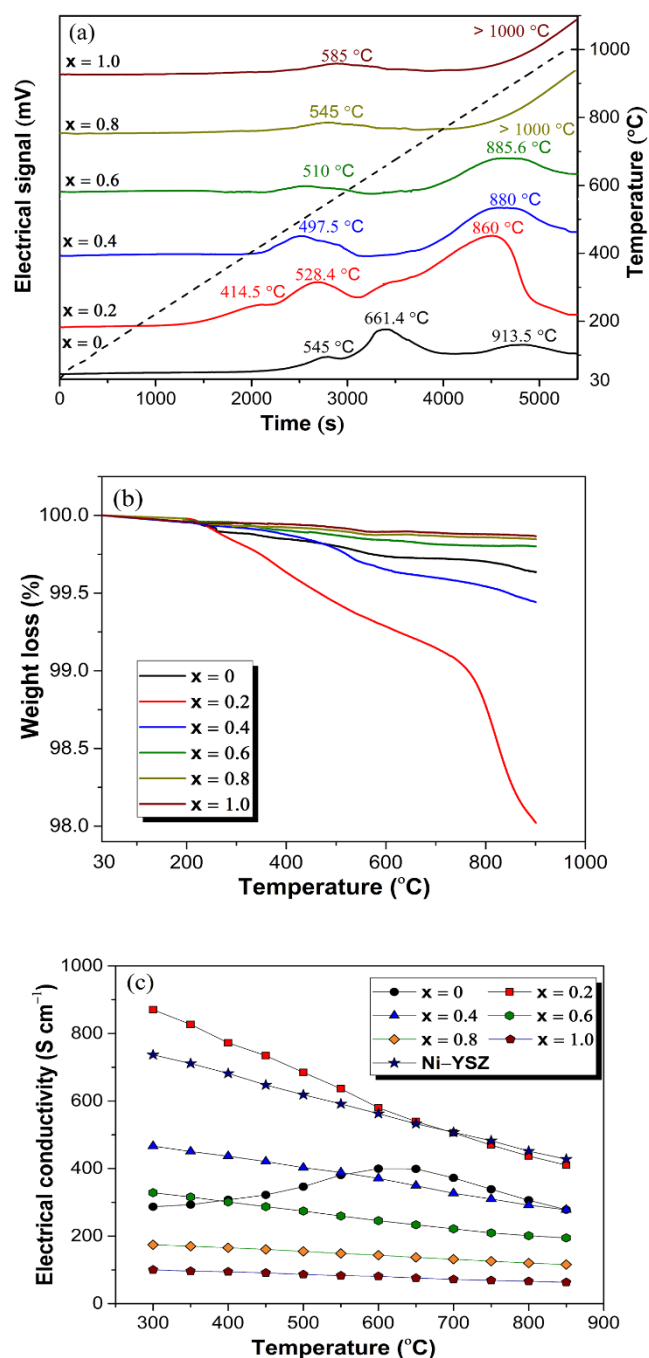 (a)
> 1000 °C
x = 1.0
585 °C
1000
x = 0.8
545 °C
> 1000 °C
800
x = 0.6
510 °C
885.6 °C
600
x = 0.4
497.5 °C
880 °C
400
x = 0.2
414.5 °C
528.4 °C
860 °C
200
x = 0
545 °C
661.4 °C
913.5 °C
30
Electrical signal (mV)
Temperature (°C)
0 1000 2000 3000 4000 5000
Time (s)
(b)
100.0
99.5
99.0
98.5
98.0
Weight loss (%)
x = 0
x = 0.2
x = 0.4
x = 0.6
x = 0.8
x = 1.0
30 200 400 600 800 1000
Temperature (°C)
(c)
1000
800
600
400
200
0
Electrical conductivity (S cm⁻¹)
x = 0 x = 0.2
x = 0.4 x = 0.6
x = 0.8 x = 1.0
Ni–YSZ
300 400 500 600 700 800 900
Temperature (°C)